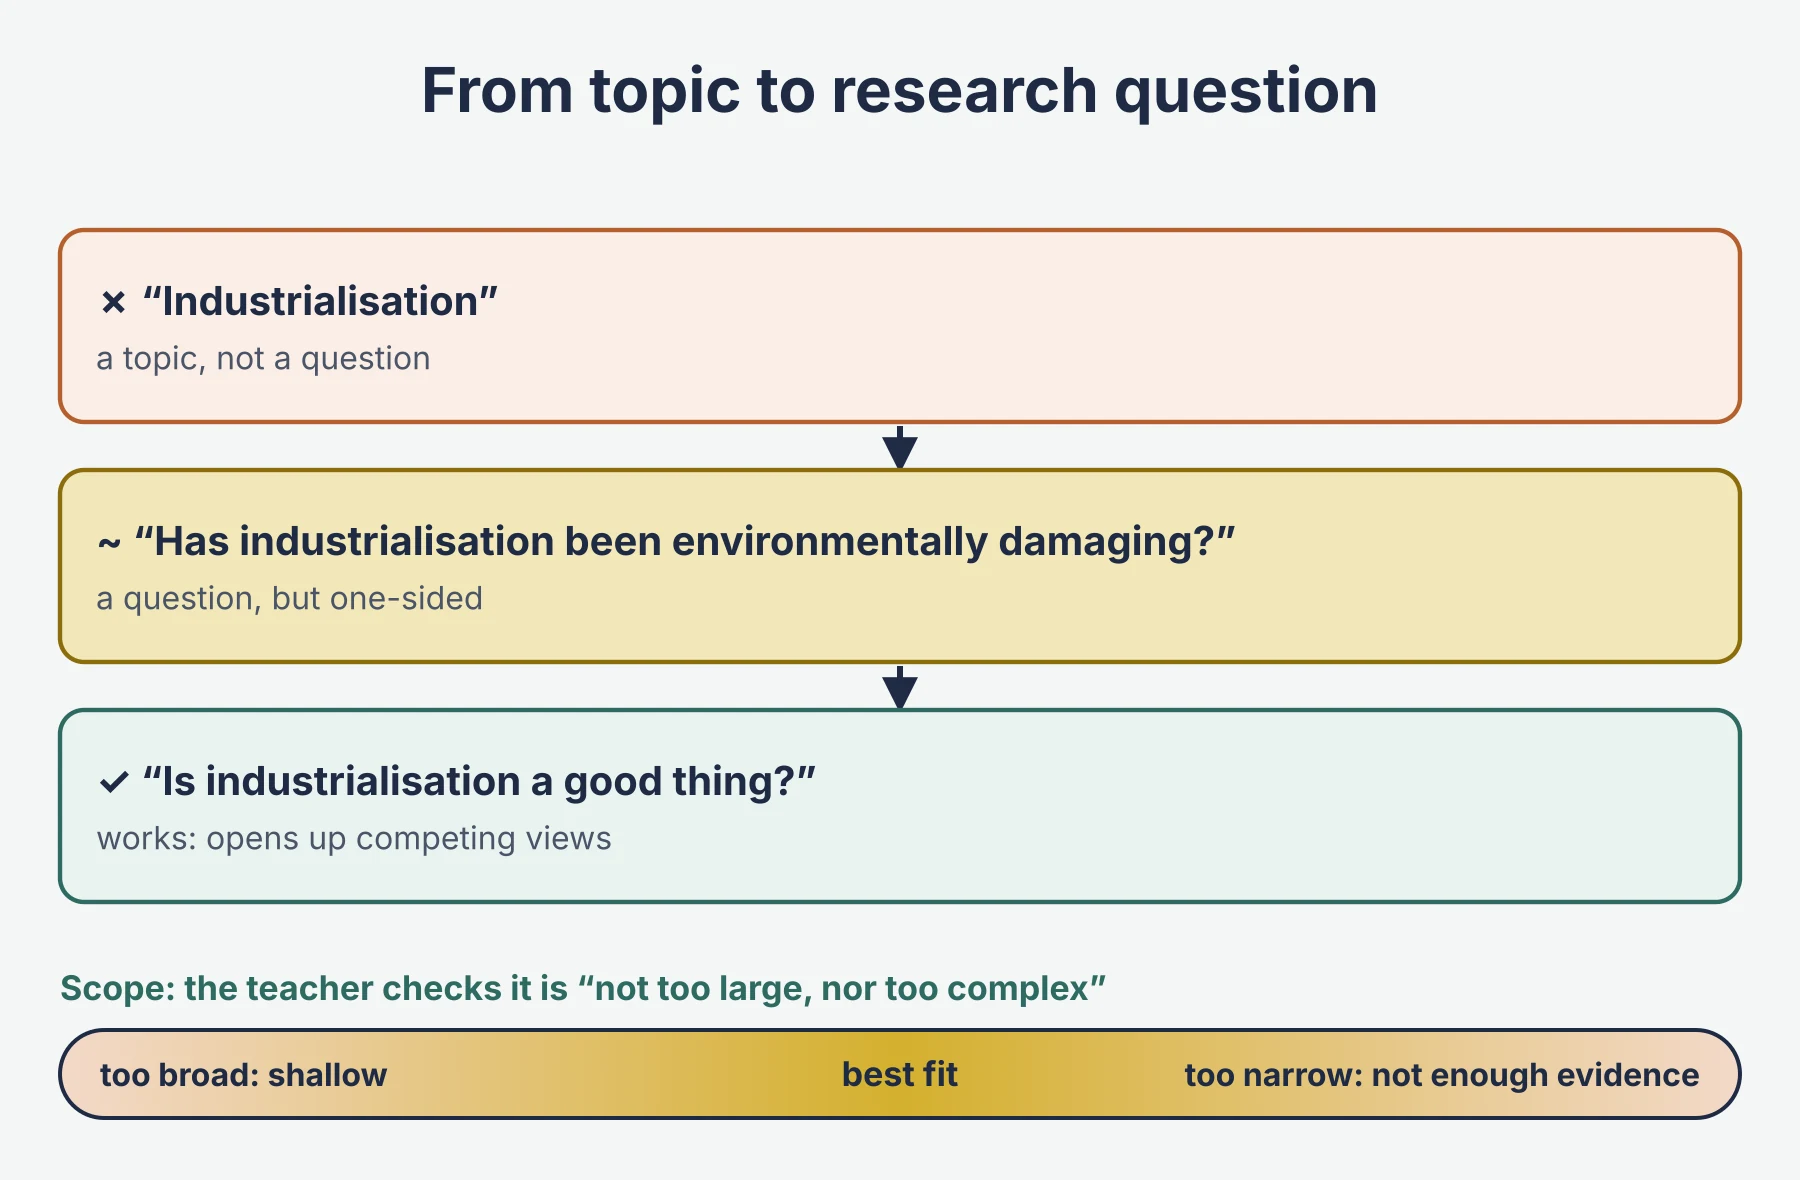 From topic to research question
✕ “Industrialisation”
a topic, not a question
~ “Has industrialisation been environmentally damaging?”
a question, but one-sided
✓ “Is industrialisation a good thing?”
works: opens up competing views
Scope: the teacher checks it is “not too large, nor too complex”
too broad: shallow
best fit
too narrow: not enough evidence